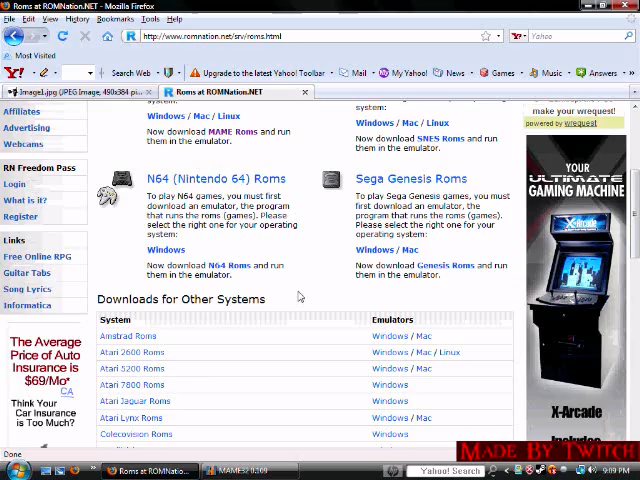 Roms at ROMNation.NET - Mozilla Firefox
File Edit View History Bookmarks Tools Help
http://www.romnation.net/srv/roms.html
Yahoo
Most Visited
Y! Search Web Upgrade to the latest Yahoo! Toolbar Mail My Yahoo! News Games Music Answers
Image1.jpg (JPEG Image, 490x384 pi... Roms at ROMNation.NET
Affiliates
Advertising
Webcams
RN Freedom Pass
Login
What is it?
Register
Links
Free Online RPG
Guitar Tabs
Song Lyrics
Informatica
The Average
Price of Auto
Insurance is
$69/Mo*
CA
Think Your
Car Insurance
is Too Much?
system:
Windows / Mac / Linux
Now download MAME Roms and run
them in the emulator.
system:
Windows / Mac / Linux
Now download SNES Roms and run
them in the emulator.
N64 (Nintendo 64) Roms
To play N64 games, you must first
download an emulator, the program
that runs the roms (games). Please
select the right one for your operating
system:
Windows
Now download N64 Roms and run
them in the emulator.
Sega Genesis Roms
To play Sega Genesis games, you must
first download an emulator, the
program that runs the roms (games).
Please select the right one for your
operating system:
Windows / Mac
Now download Genesis Roms and run
them in the emulator.
Downloads for Other Systems
System Emulators
Amstrad Roms Windows / Mac
Atari 2600 Roms Windows / Mac / Linux
Atari 5200 Roms Windows / Mac
Atari 7800 Roms Windows
Atari Jaguar Roms Windows
Atari Lynx Roms Windows / Mac
Colecovision Roms Windows
make your wrequest!
powered by wrequest
YOUR
ULTIMATE
GAMING MACHINE
X-Arcade
X-Arcade
Includes
Done
Made By Twitch
Roms at ROMNatio... MAME32 0.109 Yahoo! Search 9:09 PM